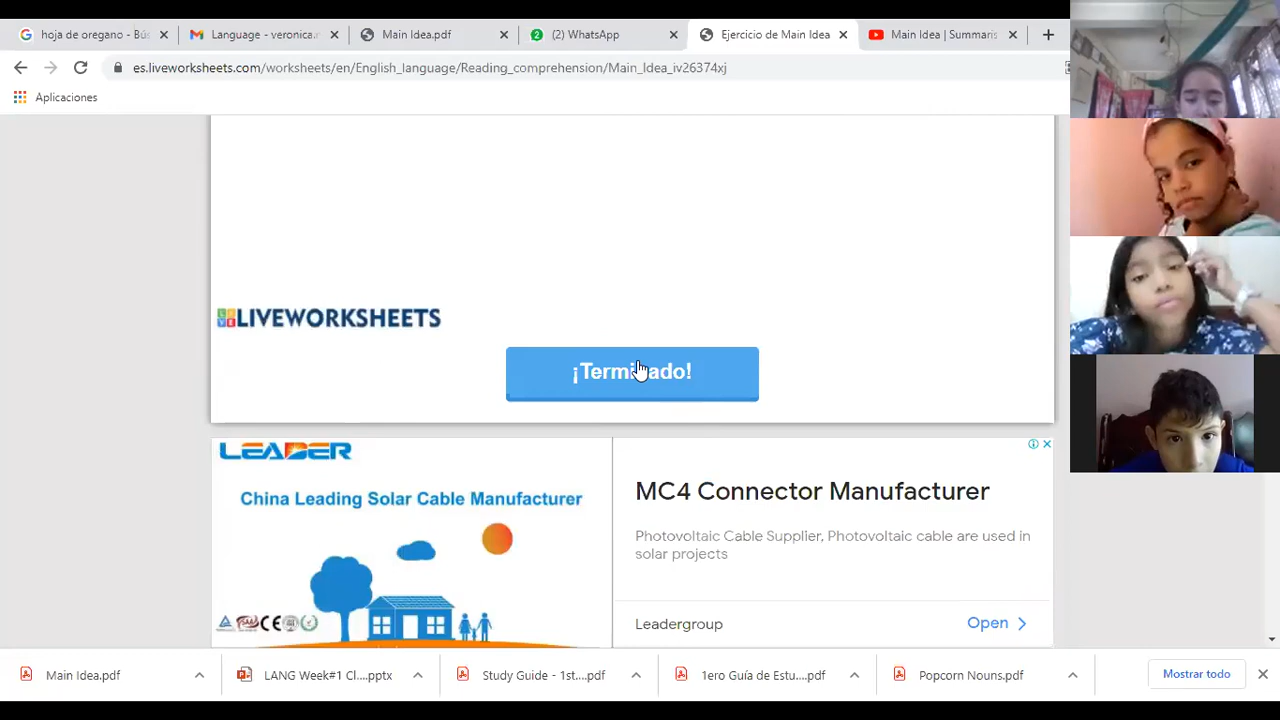 hoja de oregano - Bús
Language - veronica.r
Main Idea.pdf
(2) WhatsApp
Ejercicio de Main Idea
Main Idea | Summaris
es.liveworksheets.com/worksheets/en/English_language/Reading_comprehension/Main_Idea_iv26374xj
Aplicaciones
LIVEWORKSHEETS
¡Terminado!
LEADER
China Leading Solar Cable Manufacturer
MC4 Connector Manufacturer
Photovoltaic Cable Supplier, Photovoltaic cable are used in
solar projects
Leadergroup
Open
Main Idea.pdf
LANG Week#1 Cl....pptx
Study Guide - 1st....pdf
1ero Guía de Estu....pdf
Popcorn Nouns.pdf
Mostrar todo